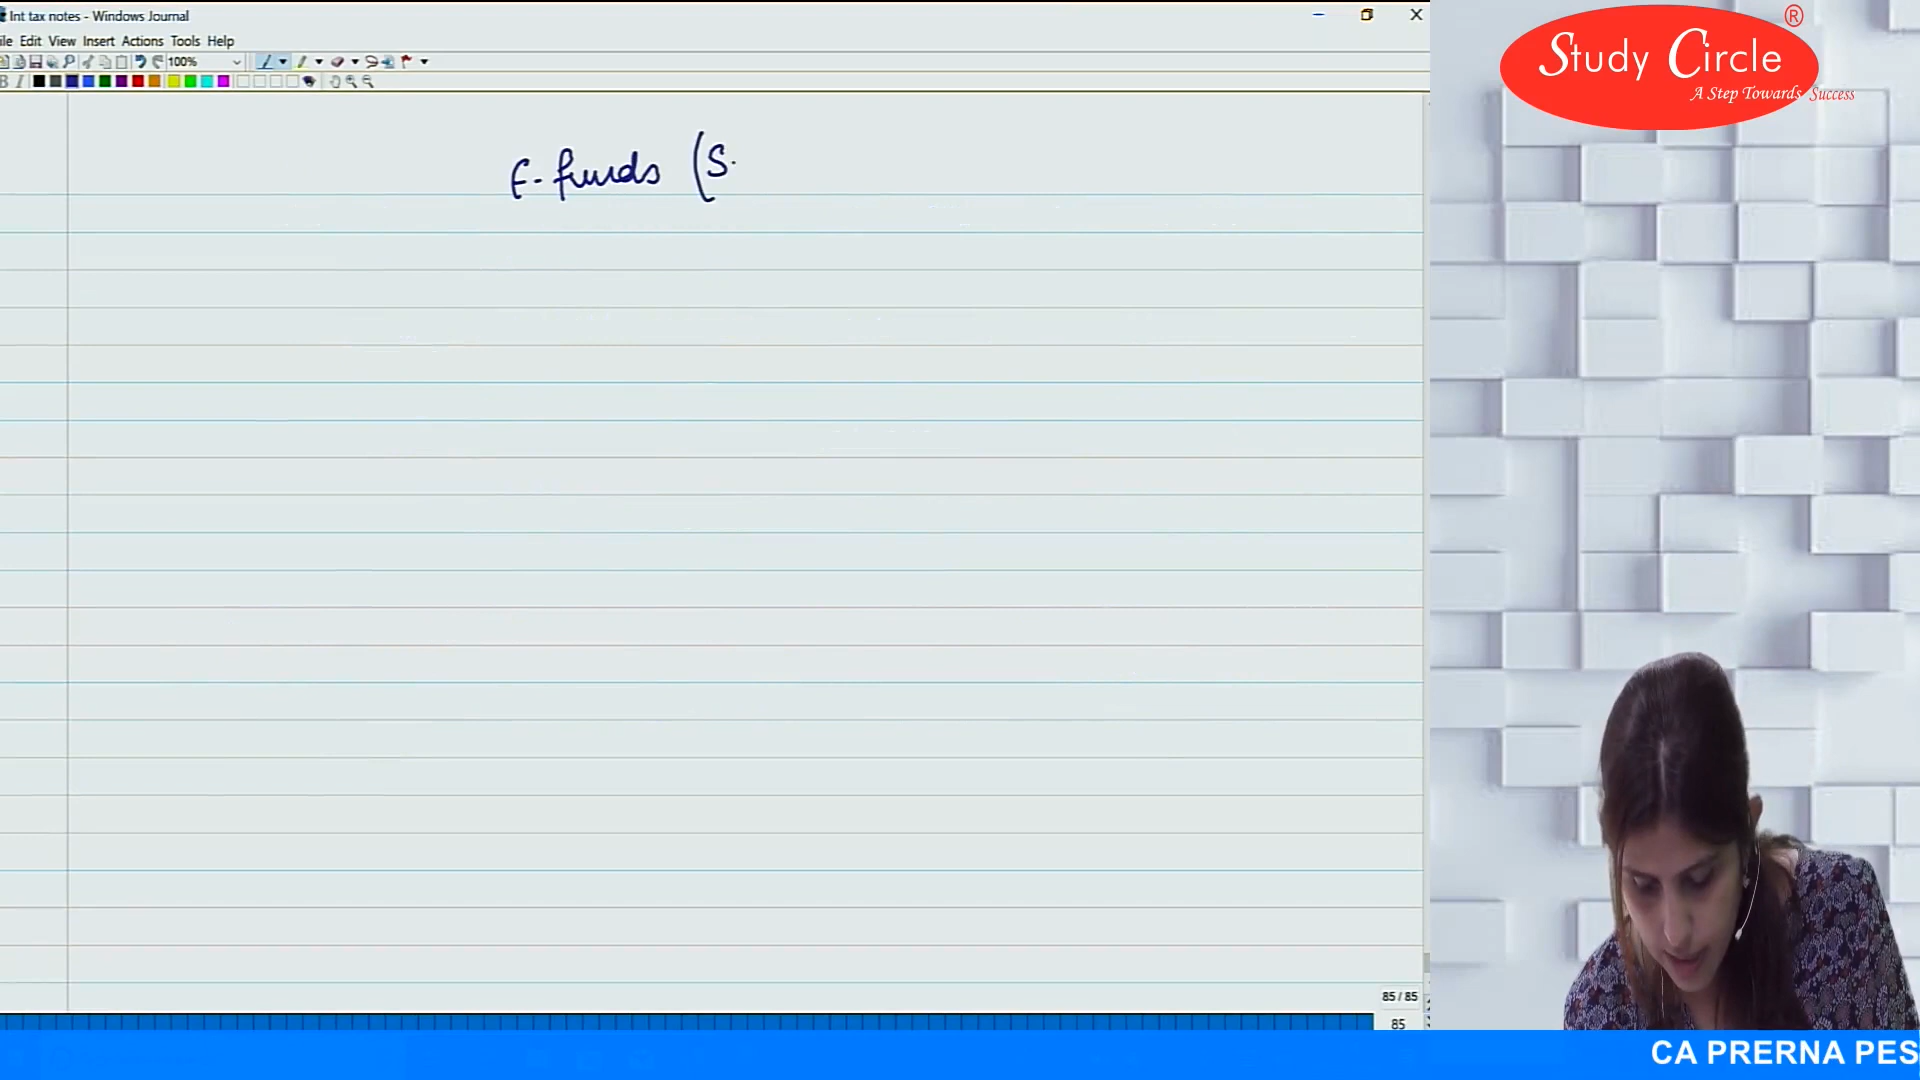 Int tax notes - Windows Journal
ile Edit View Insert Actions Tools Help
100%
B I
E-funds (S.
85 / 85
85
Study Circle ®
A Step Towards Success
CA PRERNA PES